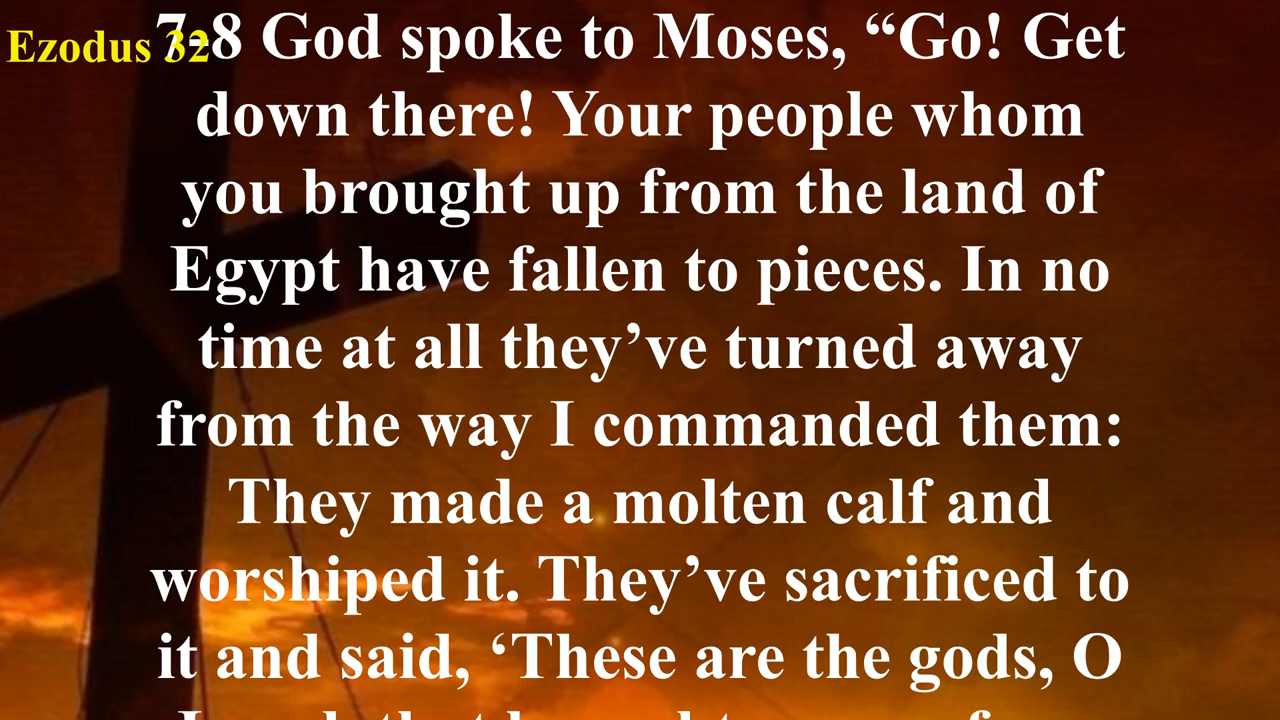 Ezodus 32
7-8 God spoke to Moses, “Go! Get
down there! Your people whom
you brought up from the land of
Egypt have fallen to pieces. In no
time at all they’ve turned away
from the way I commanded them:
They made a molten calf and
worshiped it. They’ve sacrificed to
it and said, ‘These are the gods, O